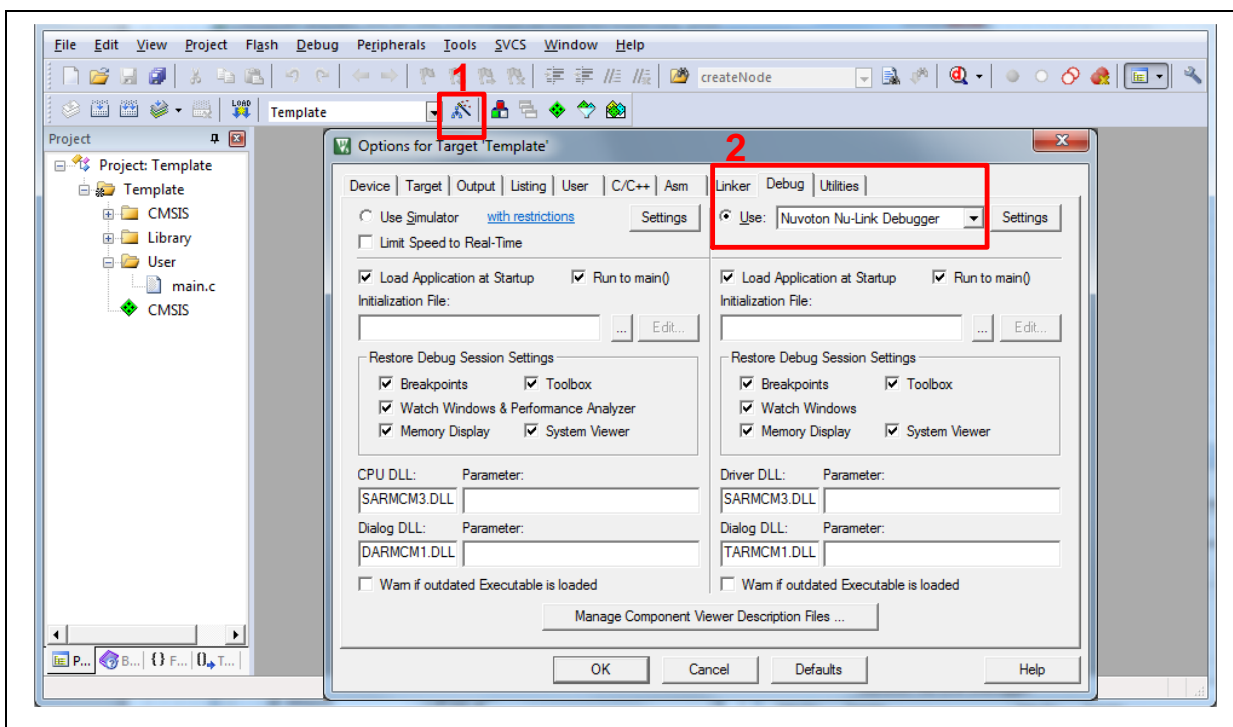 File Edit View Project Flash Debug Peripherals Tools SVCS Window Help
1
createNode
LOAD Template
Project
Project: Template
Template
CMSIS
Library
User
main.c
CMSIS
P... B... {} F... 0 T...
Options for Target 'Template'
2
Device Target Output Listing User C/C++ Asm Linker Debug Utilities
Use Simulator with restrictions Settings
Use: Nuvoton Nu-Link Debugger Settings
Limit Speed to Real-Time
Load Application at Startup Run to main()
Load Application at Startup Run to main()
Initialization File:
Initialization File:
... Edit...
... Edit...
Restore Debug Session Settings
Restore Debug Session Settings
Breakpoints Toolbox
Breakpoints Toolbox
Watch Windows & Performance Analyzer
Watch Windows
Memory Display System Viewer
Memory Display System Viewer
CPU DLL: Parameter:
Driver DLL: Parameter:
SARMCM3.DLL
SARMCM3.DLL
Dialog DLL: Parameter:
Dialog DLL: Parameter:
DARMCM1.DLL
TARMCM1.DLL
Warn if outdated Executable is loaded
Warn if outdated Executable is loaded
Manage Component Viewer Description Files ...
OK Cancel Defaults Help